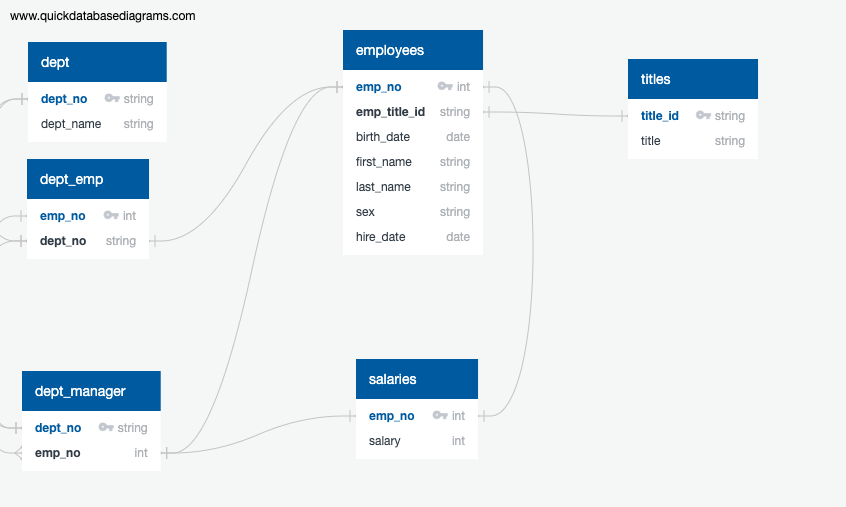 www.quickdatabasediagrams.com
dept
dept_no string
dept_name string
dept_emp
emp_no int
dept_no string
dept_manager
dept_no string
emp_no int
employees
emp_no int
emp_title_id string
birth_date date
first_name string
last_name string
sex string
hire_date date
salaries
emp_no int
salary int
titles
title_id string
title string